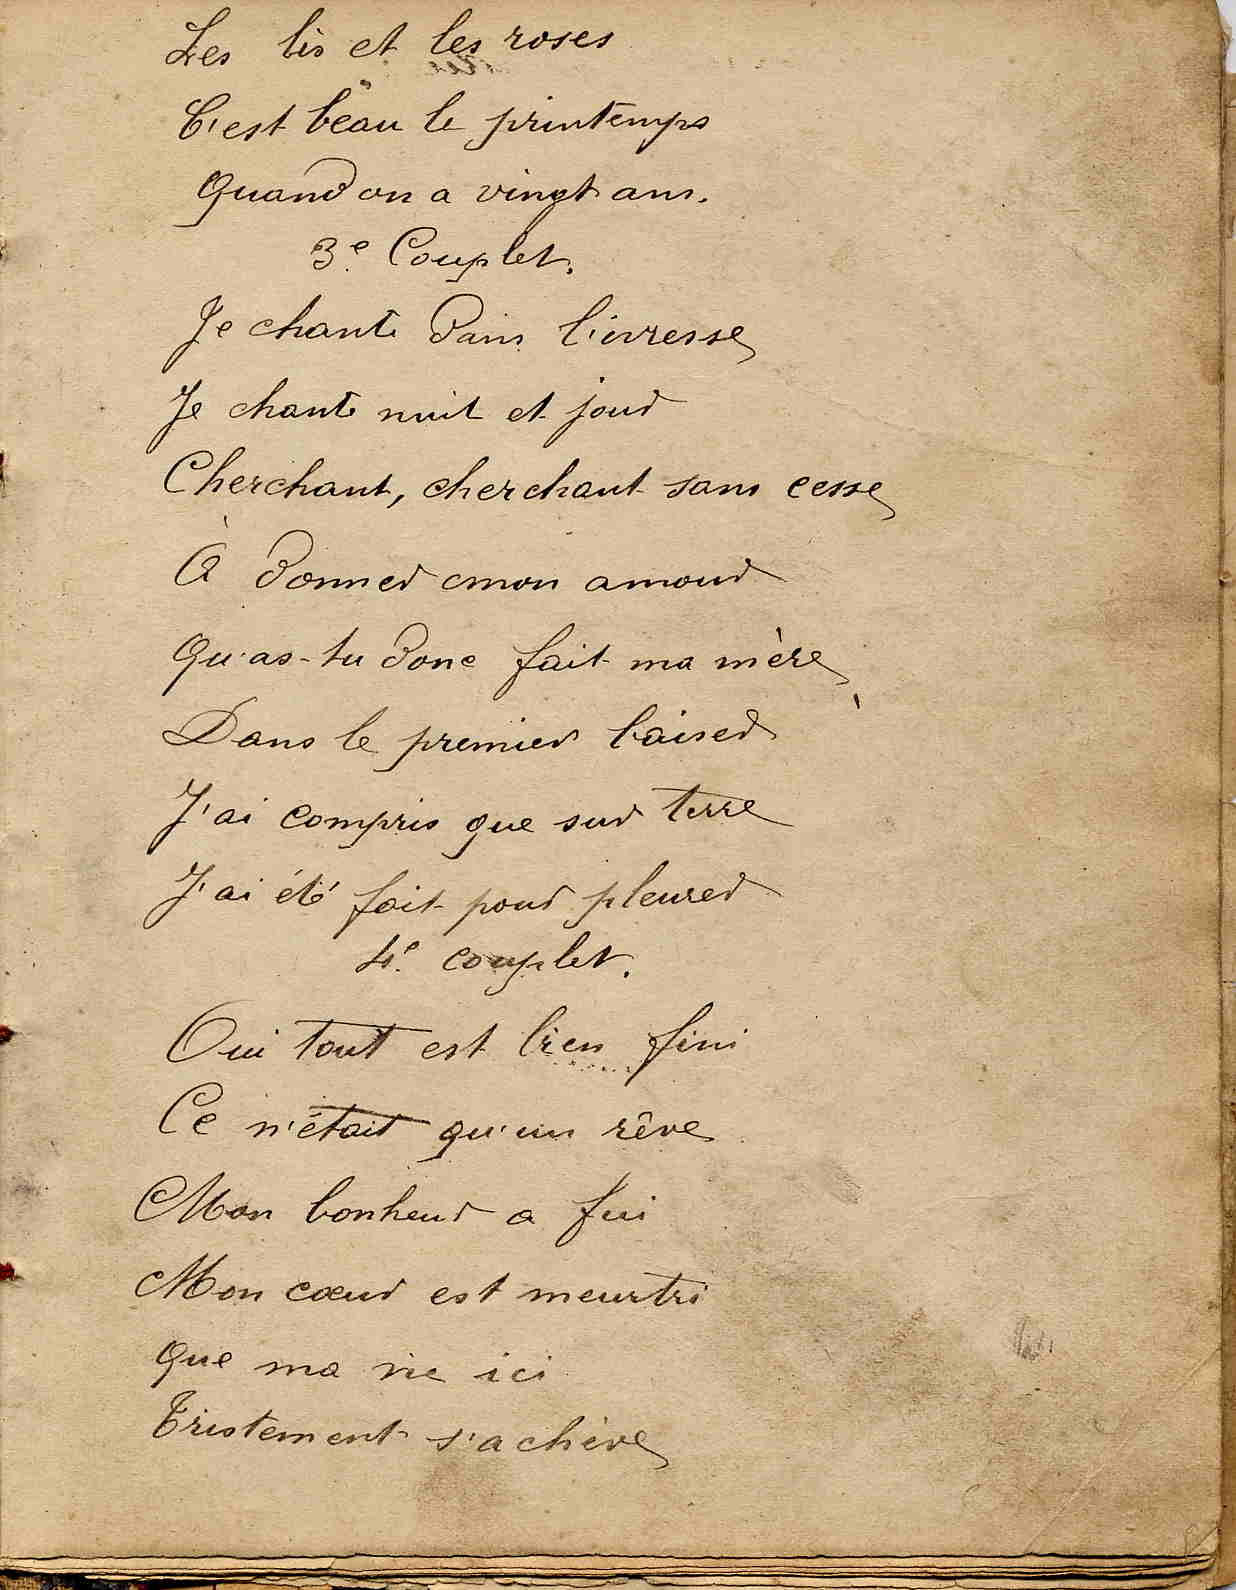 Les lis et les roses
C'est beau le printemps
Quand on a vingt ans.
3e. Couplet.
Je chante dans l'ivresse
Je chante nuit et jour
Cherchant, cherchant sans cesse
À donner mon amour
Qu'as-tu donc fait ma mère
Dans le premier baiser
J'ai compris que sur terre
J'ai été fait pour pleurer
4e. couplet.
Oui tout est bien fini
Ce n'était qu'un rêve
Mon bonheur a fui
Mon cœur est meurtri
Que ma vie ici
Tristement s'achève